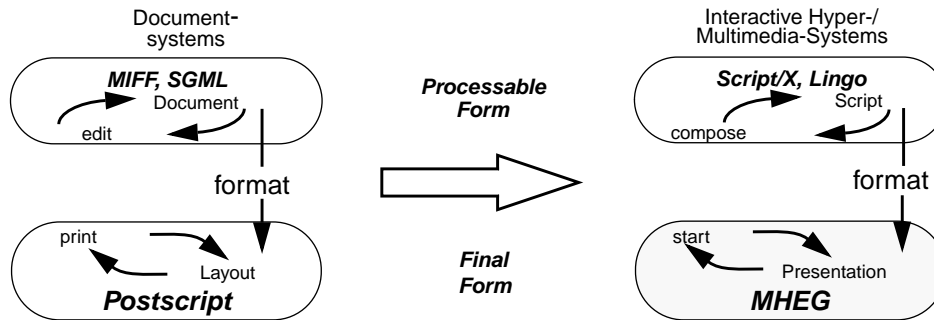 Document-
systems
MIFF, SGML
Document
edit
format
print
Layout
Postscript
Processable
Form
Final
Form
Interactive Hyper-/
Multimedia-Systems
Script/X, Lingo
Script
compose
format
start
Presentation
MHEG